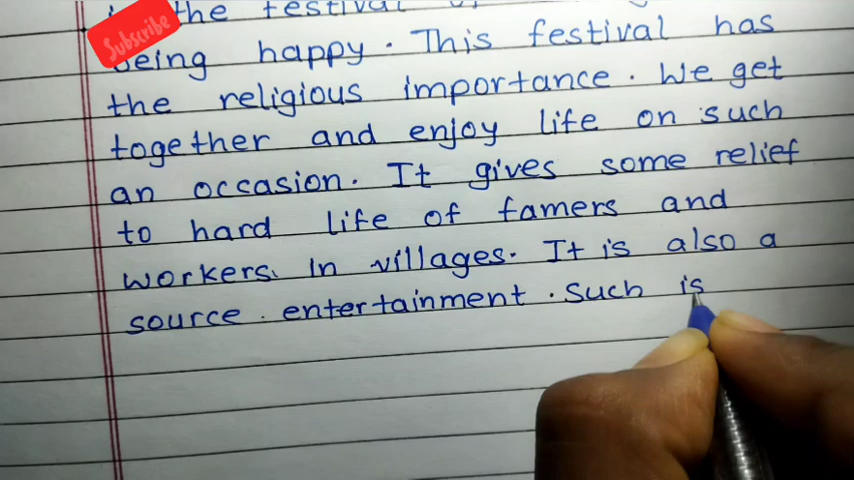 the festival
Subscribe
being happy. This festival has
the religious importance. We get
together and enjoy life on such
an occasion. It gives some relief
to hard life of famers and
workers. In villages. It is also a
source. entertainment. Such is